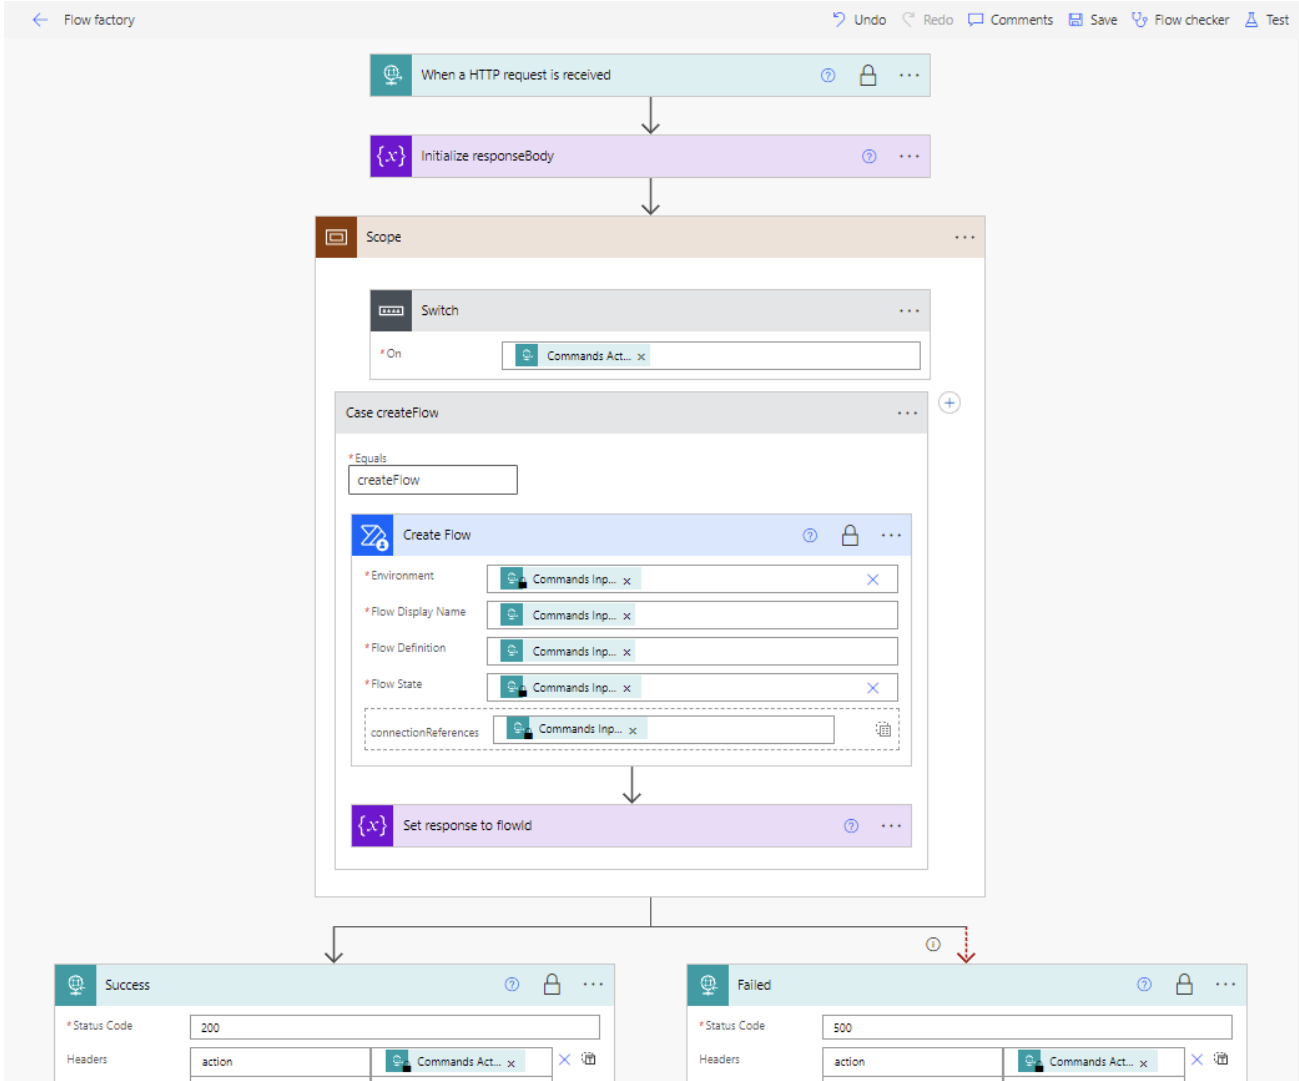 Flow factory Undo Redo Comments Save Flow checker Test
When a HTTP request is received
{x} Initialize responseBody
Scope
Switch
* On Commands Act... x
Case createFlow
* Equals
createFlow
Create Flow
* Environment Commands Inp... x
* Flow Display Name Commands Inp... x
* Flow Definition Commands Inp... x
* Flow State Commands Inp... x
connectionReferences Commands Inp... x
{x} Set response to flowId
Success Failed
* Status Code 200 * Status Code 500
Headers action Commands Act... x Headers action Commands Act... x